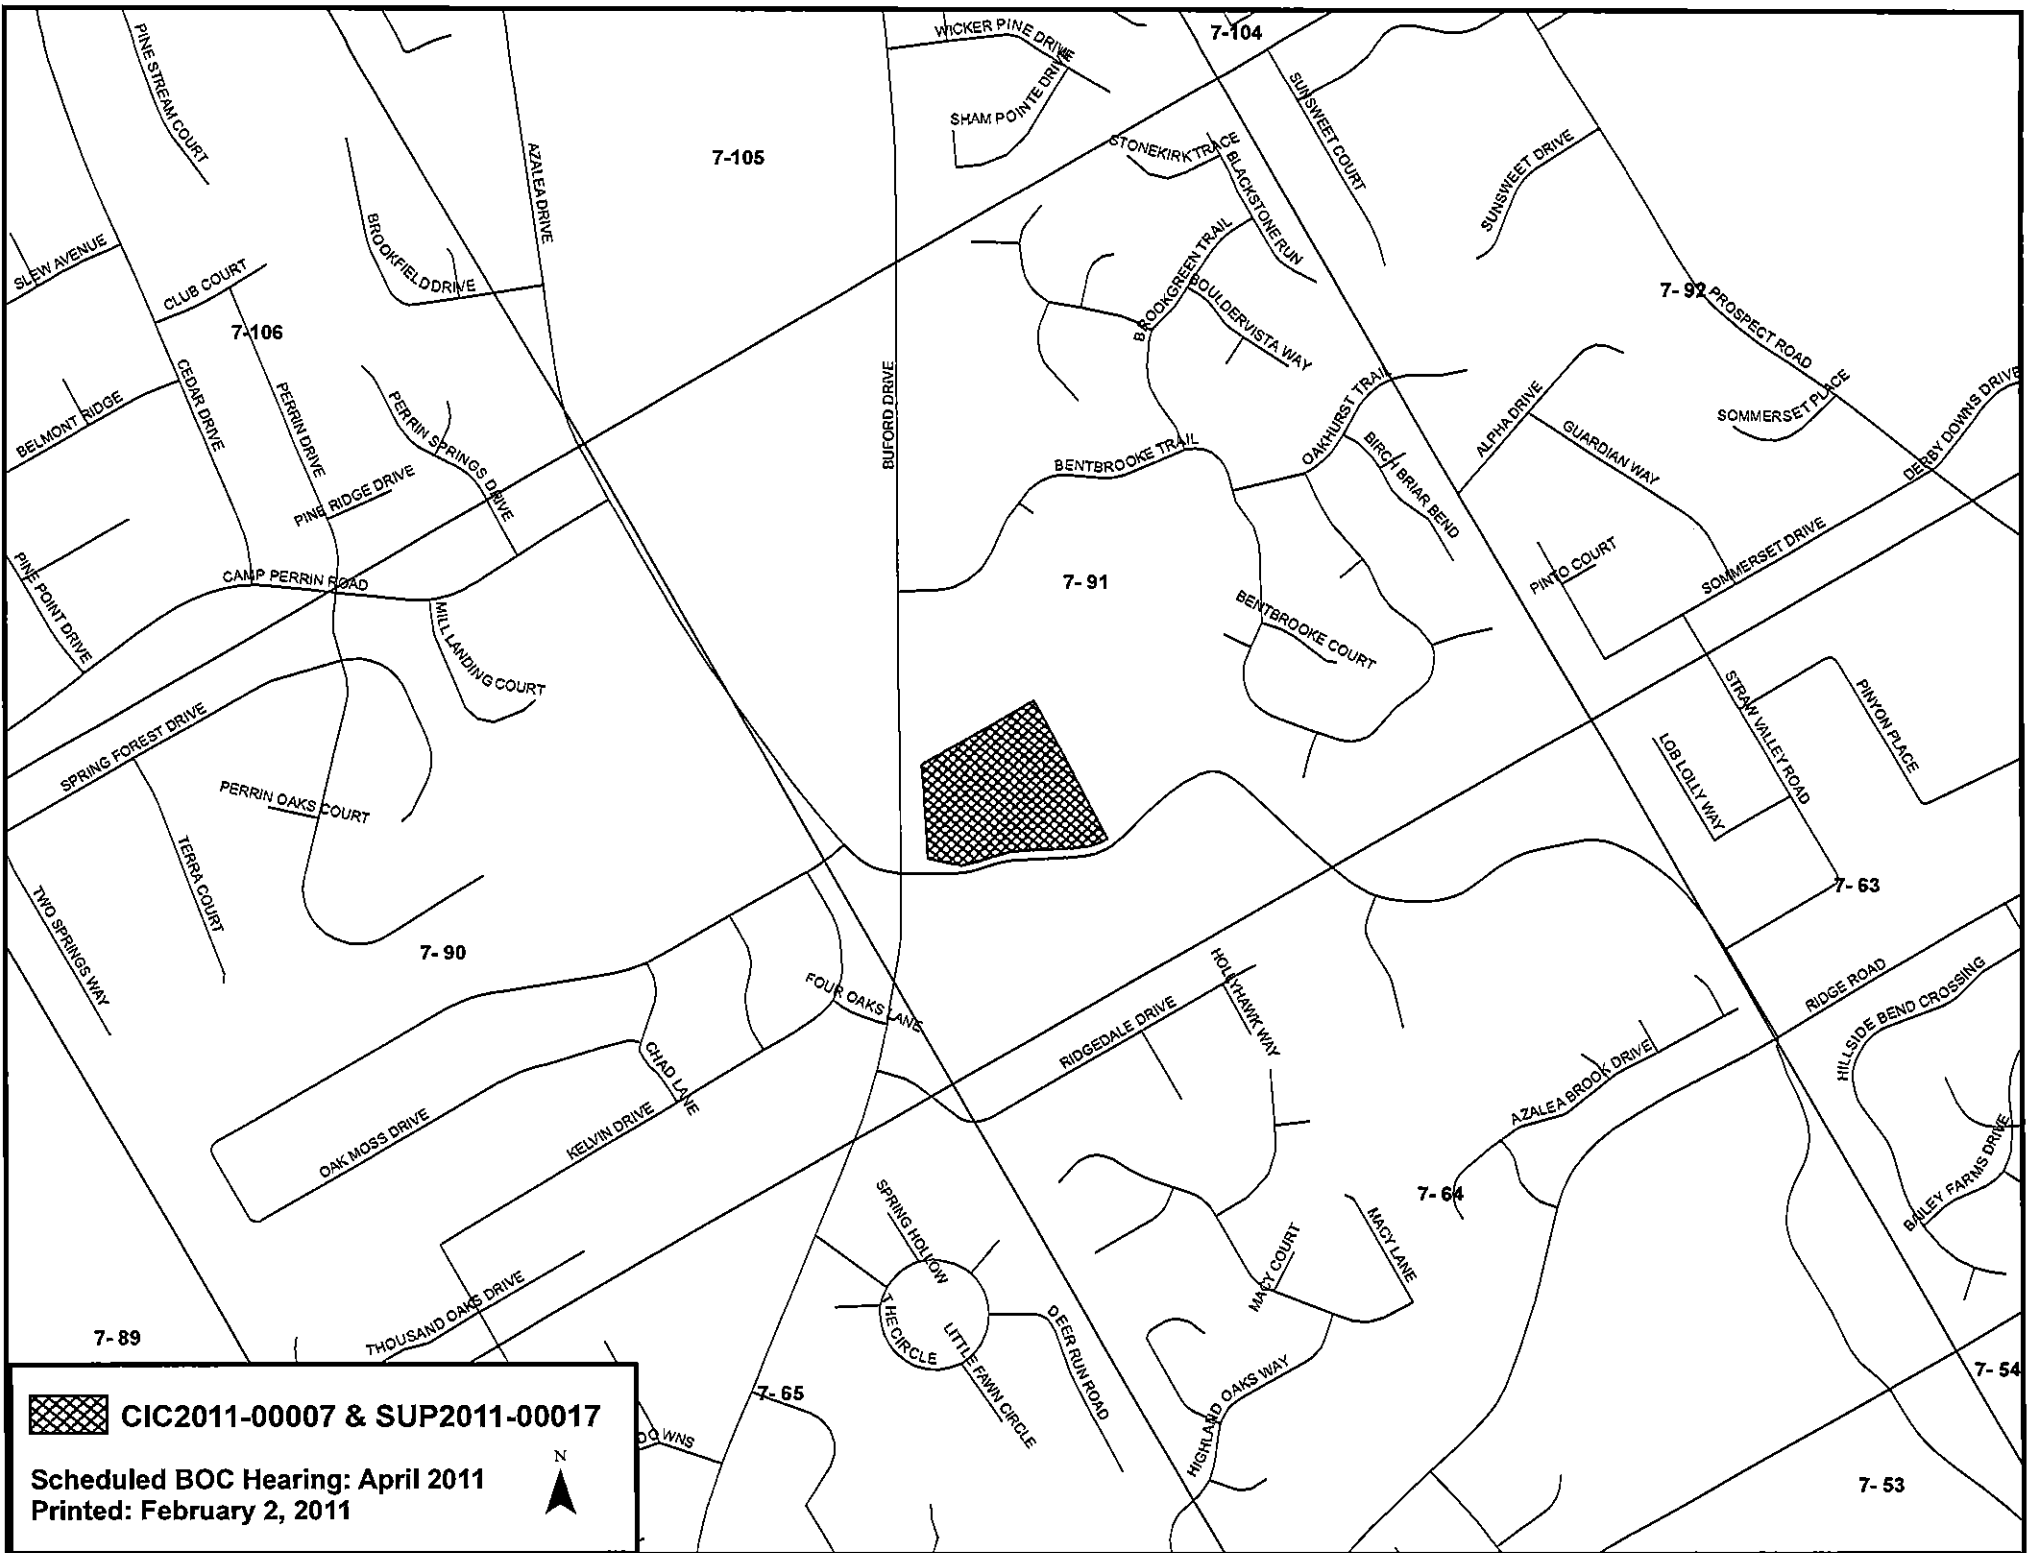 PINE STREAM COURT
WICKER PINE DRIVE
7-104
SHAM POINTE DRIVE
SUNSWEET COURT
STONEKIRK TRACE
BLACKSTONE RUN
SUNSWEET DRIVE
AZALEA DRIVE
7-105
BROOKFIELD DRIVE
SLEW AVENUE
CLUB COURT
7-106
BROOKGREEN TRAIL
BOULDERVISTA WAY
7- 92
PROSPECT ROAD
CEDAR DRIVE
PERRIN DRIVE
BELMONT RIDGE
PERRIN SPRINGS DRIVE
BUFORD DRIVE
OAKHURST TRAIL
ALPHA DRIVE
SOMMERSET PLACE
DERBY DOWNS DRIVE
GUARDIAN WAY
BIRCH BRIAR BEND
BENTBROOKE TRAIL
PINE RIDGE DRIVE
PINE POINT DRIVE
CAMP PERRIN ROAD
7- 91
PINTO COURT
SOMMERSET DRIVE
MILL LANDING COURT
BENTBROOKE COURT
SPRING FOREST DRIVE
STRAW VALLEY ROAD
PINYON PLACE
LOB LOLLY WAY
PERRIN OAKS COURT
TERRA COURT
TWO SPRINGS WAY
7- 63
7- 90
FOUR OAKS LANE
HOLLYHAWK WAY
RIDGEDALE DRIVE
RIDGE ROAD
HILLSIDE BEND CROSSING
CHAD LANE
OAK MOSS DRIVE
KELVIN DRIVE
AZALEA BROOK DRIVE
BAILEY FARMS DRIVE
SPRING HOLLOW
7- 64
MACY COURT
MACY LANE
THOUSAND OAKS DRIVE
THE CIRCLE
LITTLE FAWN CIRCLE
DEER RUN ROAD
HIGHLAND OAKS WAY
7- 89
7- 65
7- 54
DOWNS
7- 53
CIC2011-00007 & SUP2011-00017
N
Scheduled BOC Hearing: April 2011
Printed: February 2, 2011